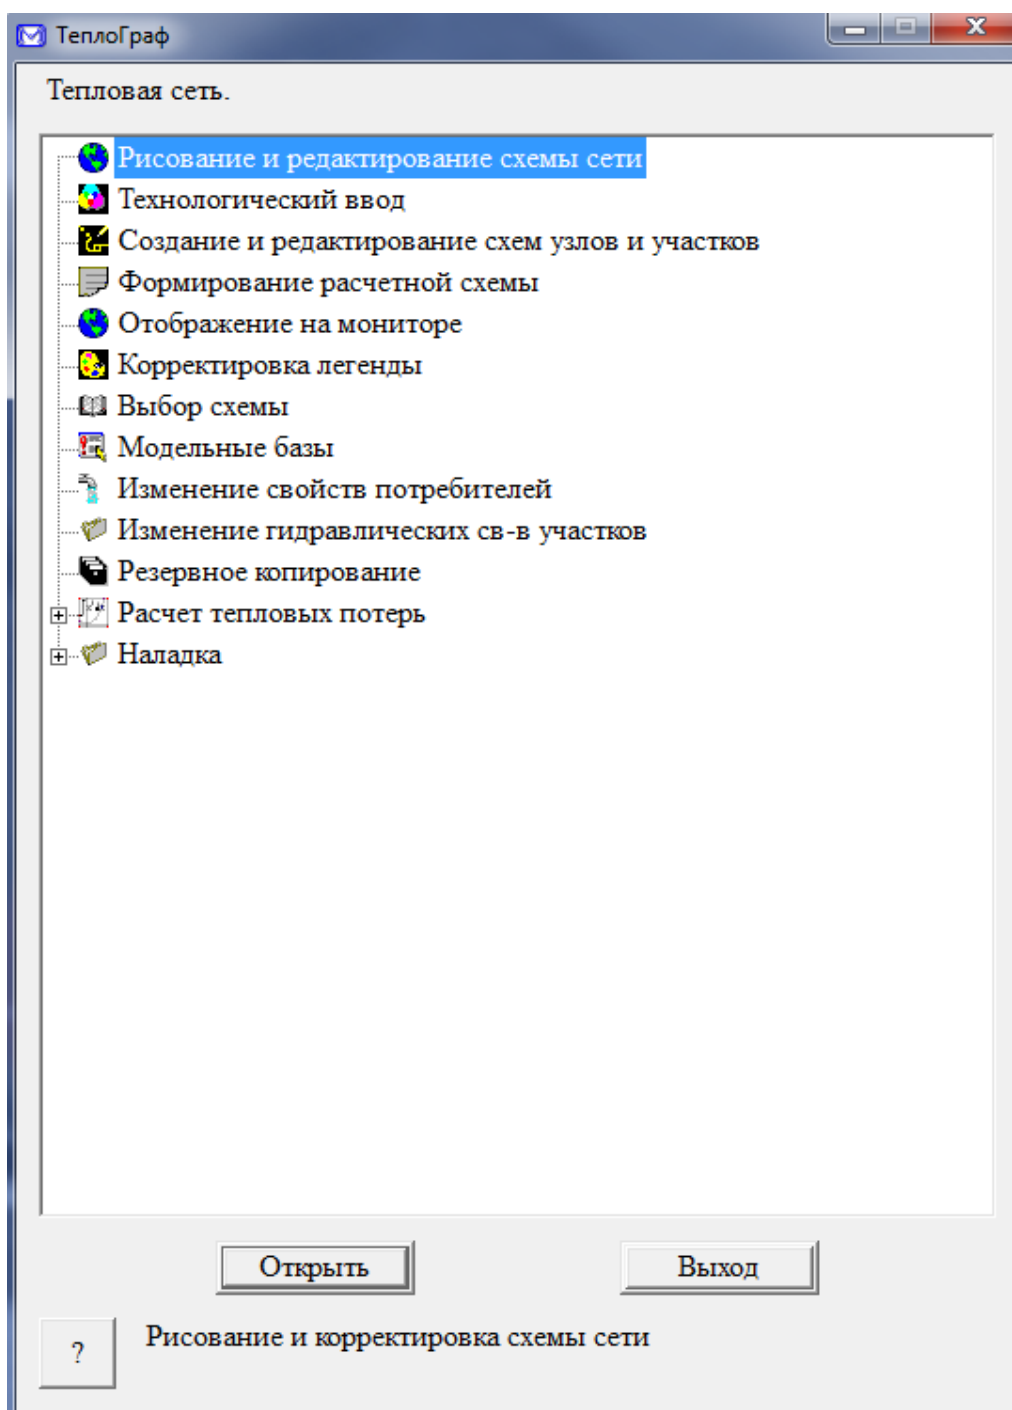 ТеплоГраф
Тепловая сеть.
Рисование и редактирование схемы сети
Технологический ввод
Создание и редактирование схем узлов и участков
Формирование расчетной схемы
Отображение на мониторе
Корректировка легенды
Выбор схемы
Модельные базы
Изменение свойств потребителей
Изменение гидравлических св-в участков
Резервное копирование
Расчет тепловых потерь
Наладка
Открыть Выход
? Рисование и корректировка схемы сети